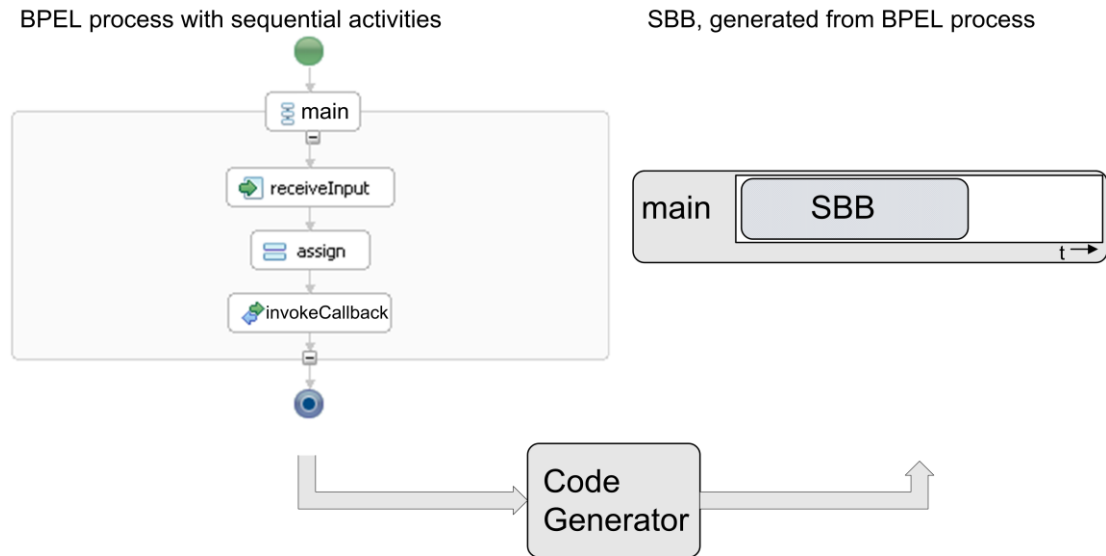 BPEL process with sequential activities
SBB, generated from BPEL process
main
receiveInput
assign
invokeCallback
main
SBB
t
Code
Generator